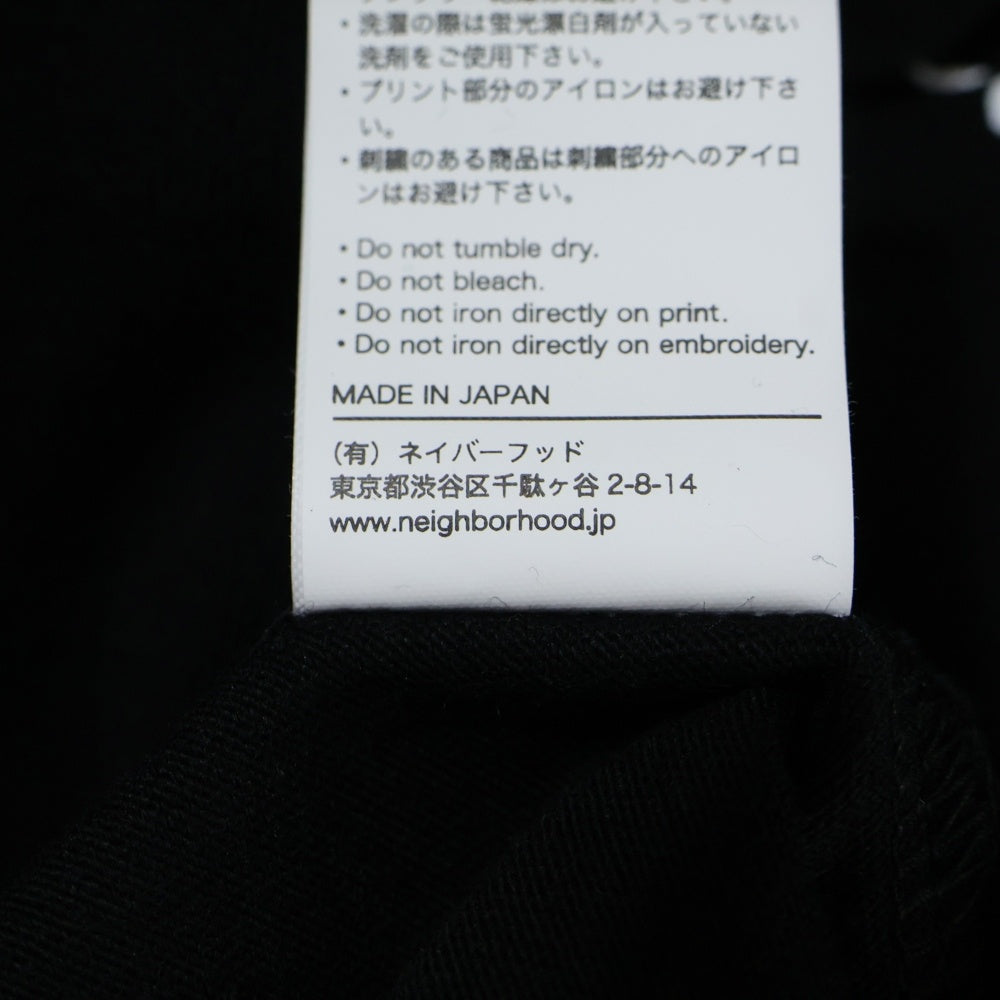 ・洗濯の際は蛍光漂白剤が入っていない
洗剤をご使用下さい。
・プリント部分のアイロンはお避け下さ
い。
・刺繍のある商品は刺繍部分へのアイロ
ンはお避け下さい。
・Do not tumble dry.
・Do not bleach.
・Do not iron directly on print.
・Do not iron directly on embroidery.
MADE IN JAPAN
(有) ネイバーフッド
東京都渋谷区千駄ヶ谷 2-8-14
www.neighborhood.jp